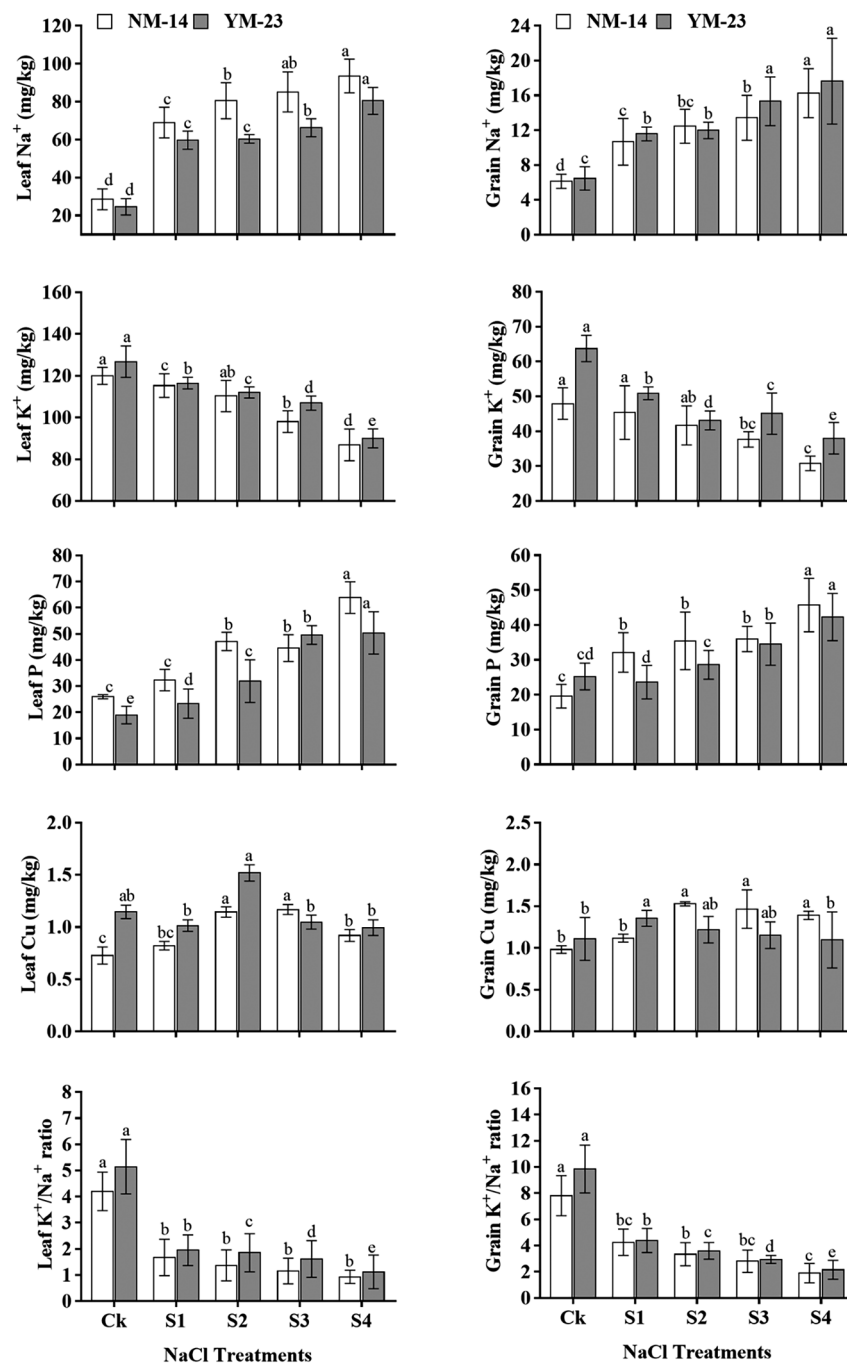 NM-14 YM-23
Leaf Na+ (mg/kg)
120
100
80
60
40
20
d d c c b c ab b a a
NM-14 YM-23
Grain Na+ (mg/kg)
24
20
16
12
8
4
0
d c c b bc b b a a a
Leaf K+ (mg/kg)
160
140
120
100
80
60
a a c b ab c b d d e
Grain K+ (mg/kg)
80
70
60
50
40
30
20
a a a b ab d bc c c e
Leaf P (mg/kg)
80
70
60
50
40
30
20
10
0
c e c d b c b b a a
Grain P (mg/kg)
60
50
40
30
20
10
0
c cd b d b c b b a a
Leaf Cu (mg/kg)
2.0
1.5
1.0
0.5
0.0
c ab bc b a a a b b b
Grain Cu (mg/kg)
2.5
2.0
1.5
1.0
0.5
0.0
b b b a a ab a ab a b
Leaf K+/Na+ ratio
8
7
6
5
4
3
2
1
0
a a b b b c b d b e
Ck S1 S2 S3 S4
NaCl Treatments
Grain K+/Na+ ratio
16
14
12
10
8
6
4
2
0
a a bc b b c bc d c e
Ck S1 S2 S3 S4
NaCl Treatments